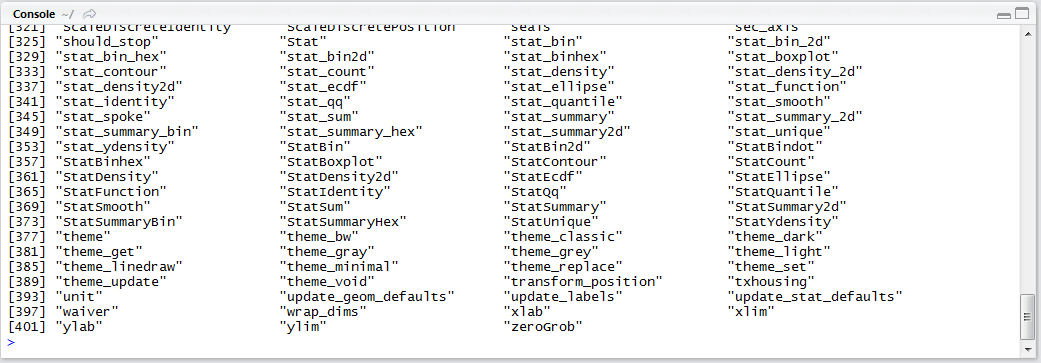 Console ~/
[321] "ScaleDiscreteIdentity" "ScaleDiscretePosition" "seals" "sec_axis"
[325] "should_stop" "Stat" "stat_bin" "stat_bin_2d"
[329] "stat_bin_hex" "stat_bin2d" "stat_binhex" "stat_boxplot"
[333] "stat_contour" "stat_count" "stat_density" "stat_density_2d"
[337] "stat_density2d" "stat_ecdf" "stat_ellipse" "stat_function"
[341] "stat_identity" "stat_qq" "stat_quantile" "stat_smooth"
[345] "stat_spoke" "stat_sum" "stat_summary" "stat_summary_2d"
[349] "stat_summary_bin" "stat_summary_hex" "stat_summary2d" "stat_unique"
[353] "stat_ydensity" "StatBin" "StatBin2d" "StatBindot"
[357] "StatBinhex" "StatBoxplot" "StatContour" "StatCount"
[361] "StatDensity" "StatDensity2d" "StatEcdf" "StatEllipse"
[365] "StatFunction" "StatIdentity" "StatQq" "StatQuantile"
[369] "StatSmooth" "StatSum" "StatSummary" "StatSummary2d"
[373] "StatSummaryBin" "StatSummaryHex" "StatUnique" "StatYdensity"
[377] "theme" "theme_bw" "theme_classic" "theme_dark"
[381] "theme_get" "theme_gray" "theme_grey" "theme_light"
[385] "theme_linedraw" "theme_minimal" "theme_replace" "theme_set"
[389] "theme_update" "theme_void" "transform_position" "txhousing"
[393] "unit" "update_geom_defaults" "update_labels" "update_stat_defaults"
[397] "waiver" "wrap_dims" "xlab" "xlim"
[401] "ylab" "ylim" "zeroGrob"
>